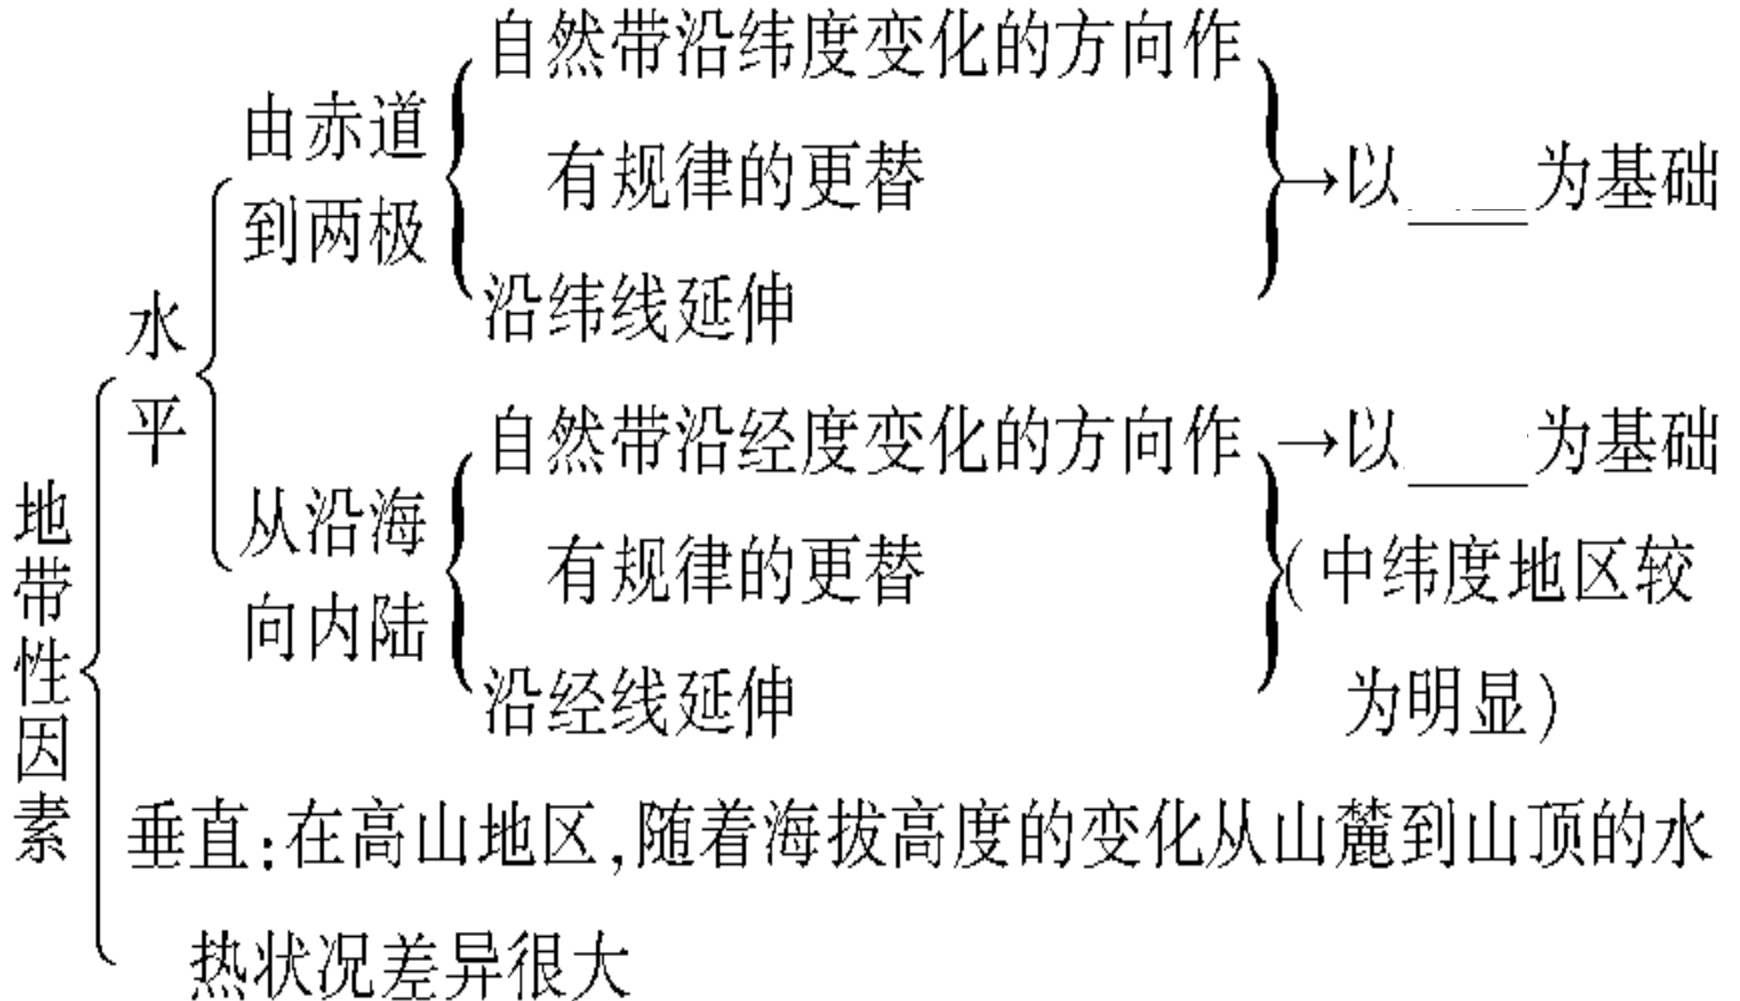 地带性因素
水平
由赤道
到两极
自然带沿纬度变化的方向作
有规律的更替
沿纬线延伸
→以____为基础
从沿海
向内陆
自然带沿经度变化的方向作
有规律的更替
沿经线延伸
→以____为基础
(中纬度地区较
为明显)
垂直:在高山地区,随着海拔高度的变化从山麓到山顶的水
热状况差异很大